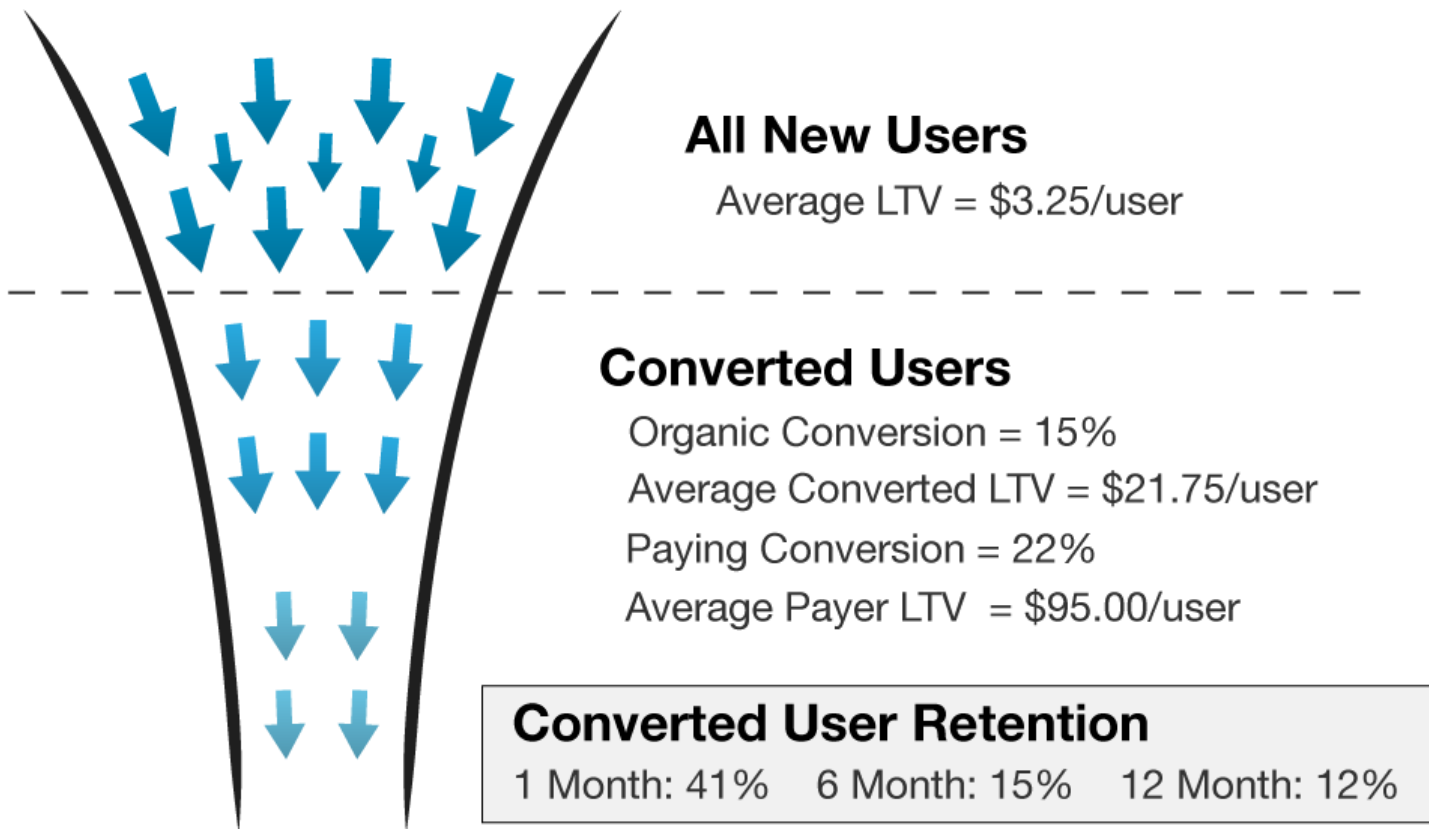 All New Users
Average LTV = $3.25/user
Converted Users
Organic Conversion = 15%
Average Converted LTV = $21.75/user
Paying Conversion = 22%
Average Payer LTV = $95.00/user
Converted User Retention
1 Month: 41% 6 Month: 15% 12 Month: 12%